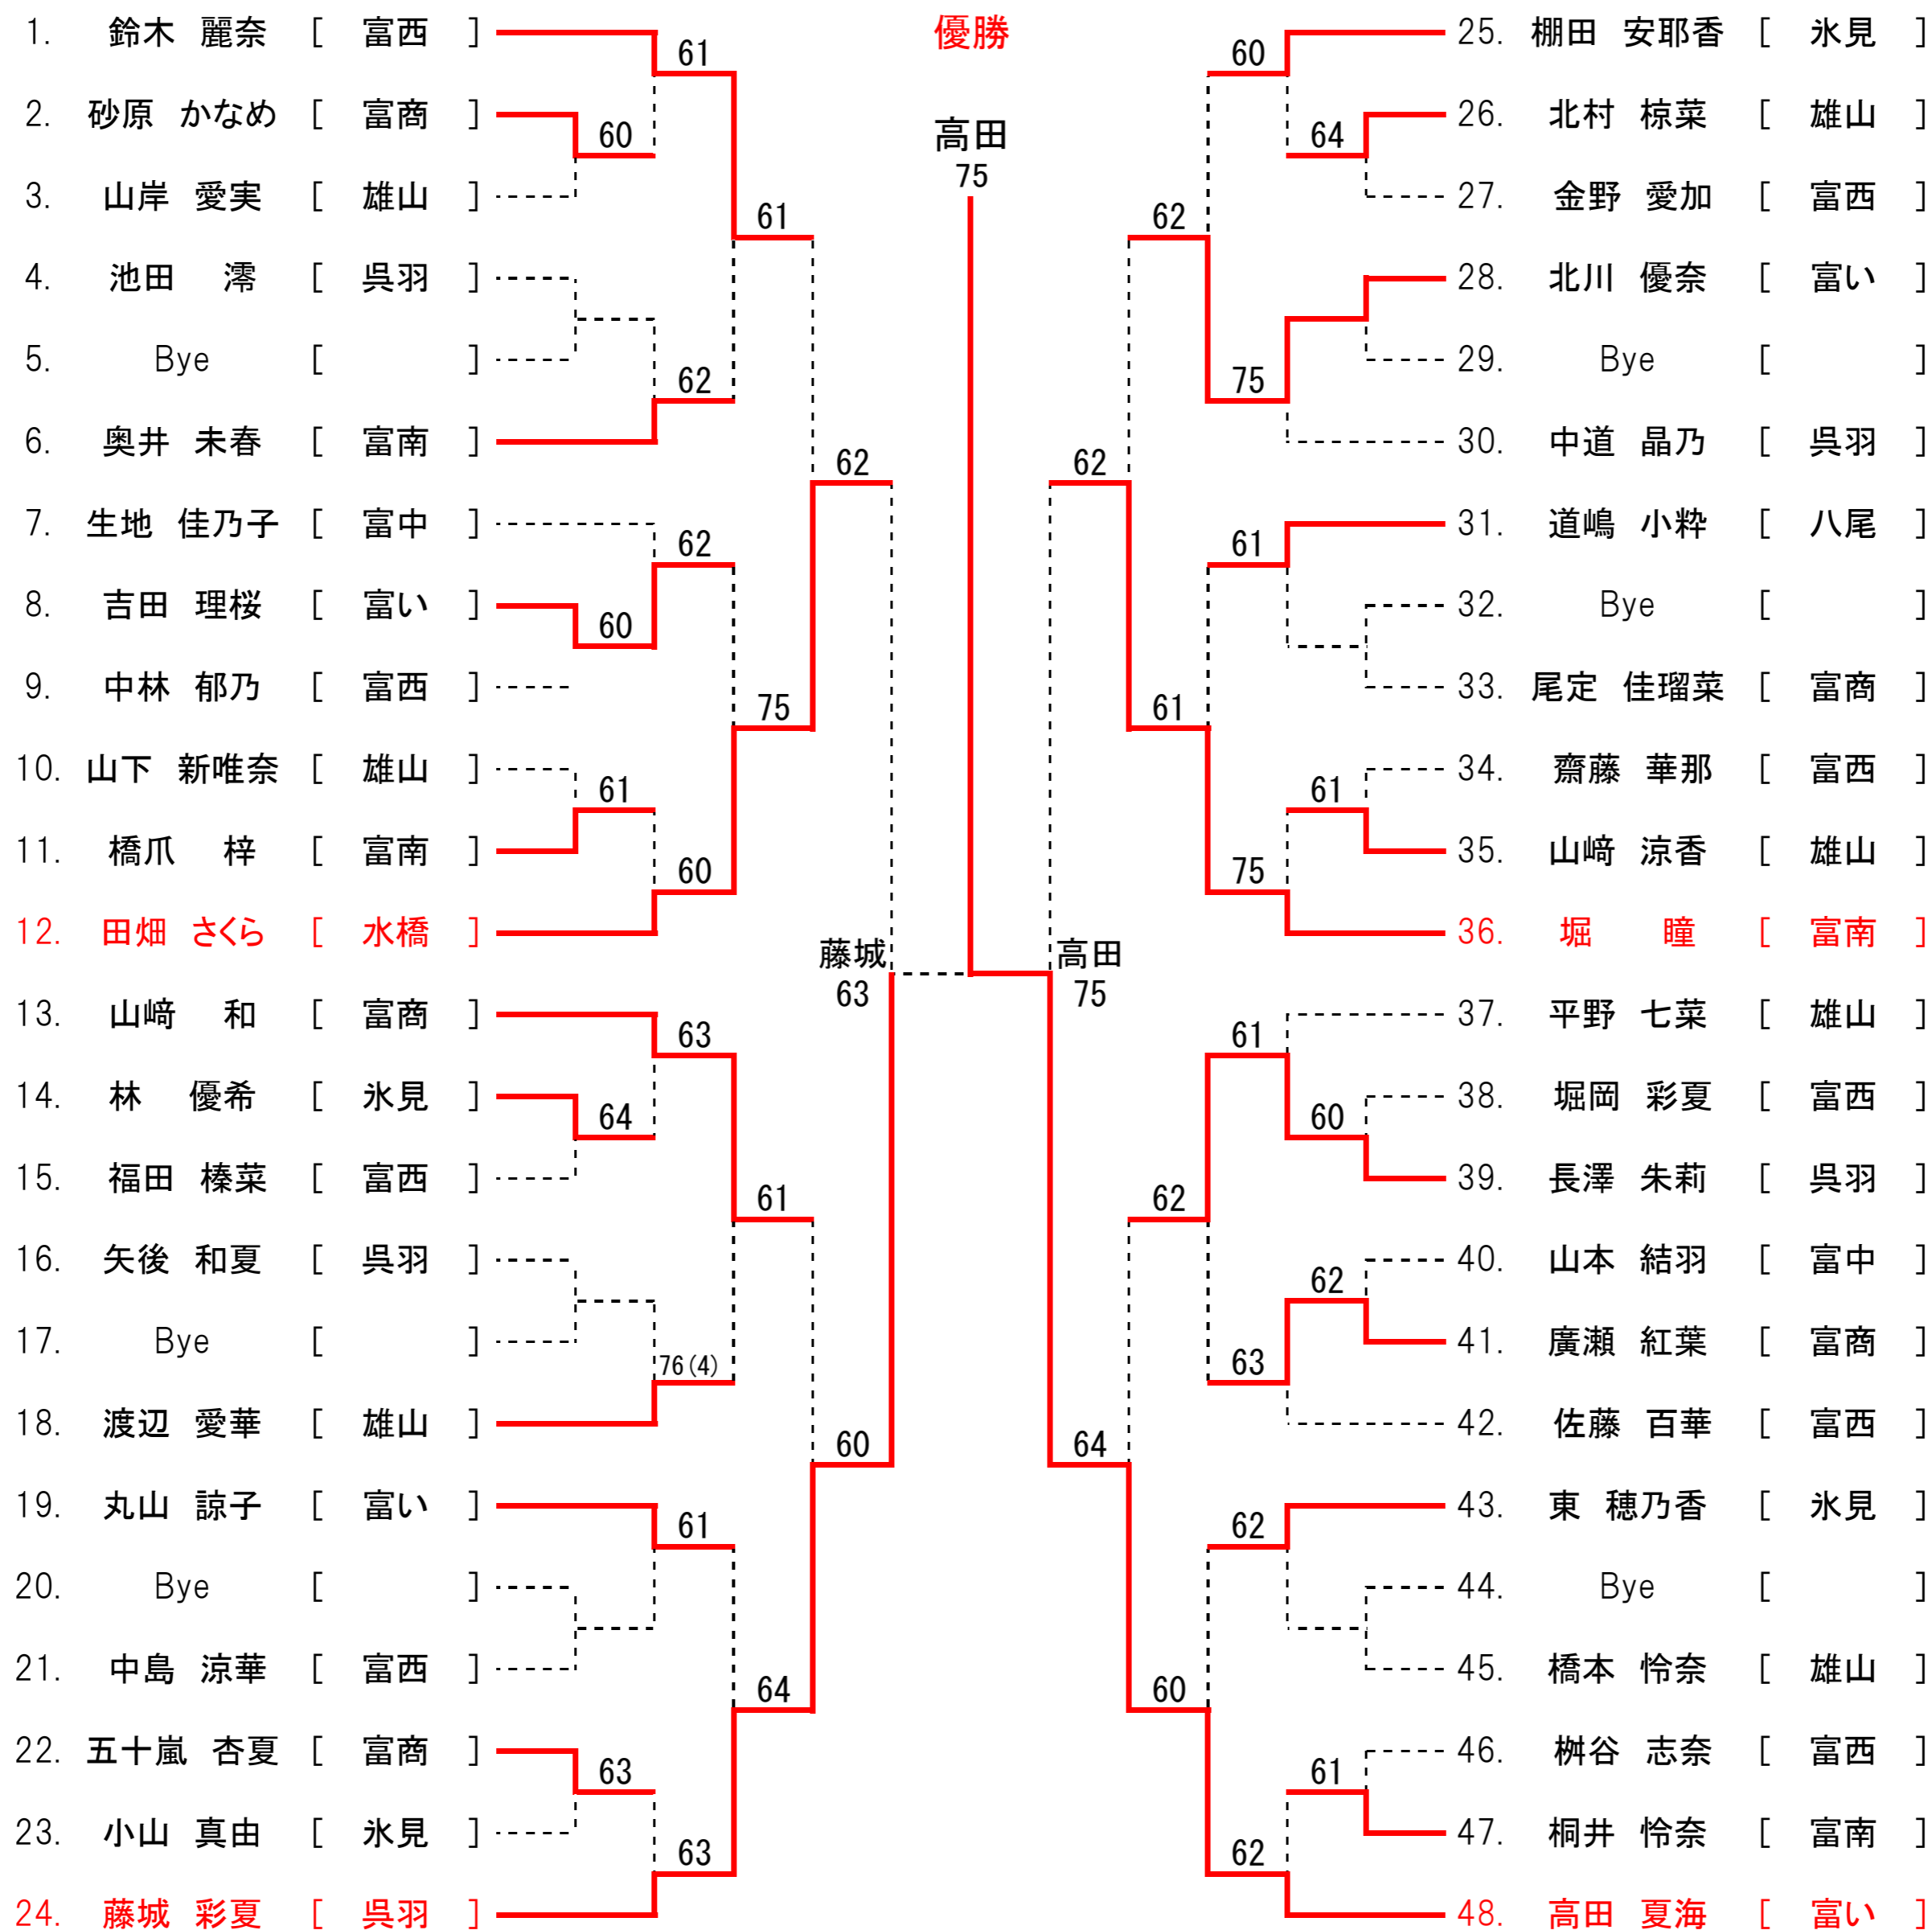 優勝
高田
75
1. 鈴木 麗奈 [ 富西 ]
2. 砂原 かなめ [ 富商 ]
3. 山岸 愛実 [ 雄山 ]
4. 池田 澪 [ 呉羽 ]
5. Bye [ ]
6. 奥井 未春 [ 富南 ]
7. 生地 佳乃子 [ 富中 ]
8. 吉田 理桜 [ 富い ]
9. 中林 郁乃 [ 富西 ]
10. 山下 新唯奈 [ 雄山 ]
11. 橋爪 梓 [ 富南 ]
12. 田畑 さくら [ 水橋 ]
13. 山﨑 和 [ 富商 ]
14. 林 優希 [ 氷見 ]
15. 福田 榛菜 [ 富西 ]
16. 矢後 和夏 [ 呉羽 ]
17. Bye [ ]
18. 渡辺 愛華 [ 雄山 ]
19. 丸山 諒子 [ 富い ]
20. Bye [ ]
21. 中島 涼華 [ 富西 ]
22. 五十嵐 杏夏 [ 富商 ]
23. 小山 真由 [ 氷見 ]
24. 藤城 彩夏 [ 呉羽 ]
60
60
61
64
63
61
62
62
60
63
76(4)
61
63
61
75
61
64
62
60
藤城
63
高田
75
62
64
62
61
62
60
60
75
61
75
61
63
62
62
64
61
60
62
61
25. 棚田 安耶香 [ 氷見 ]
26. 北村 椋菜 [ 雄山 ]
27. 金野 愛加 [ 富西 ]
28. 北川 優奈 [ 富い ]
29. Bye [ ]
30. 中道 晶乃 [ 呉羽 ]
31. 道嶋 小粋 [ 八尾 ]
32. Bye [ ]
33. 尾定 佳瑠菜 [ 富商 ]
34. 齋藤 華那 [ 富西 ]
35. 山﨑 涼香 [ 雄山 ]
36. 堀 瞳 [ 富南 ]
37. 平野 七菜 [ 雄山 ]
38. 堀岡 彩夏 [ 富西 ]
39. 長澤 朱莉 [ 呉羽 ]
40. 山本 結羽 [ 富中 ]
41. 廣瀬 紅葉 [ 富商 ]
42. 佐藤 百華 [ 富西 ]
43. 東 穂乃香 [ 氷見 ]
44. Bye [ ]
45. 橋本 怜奈 [ 雄山 ]
46. 桝谷 志奈 [ 富西 ]
47. 桐井 怜奈 [ 富南 ]
48. 高田 夏海 [ 富い ]